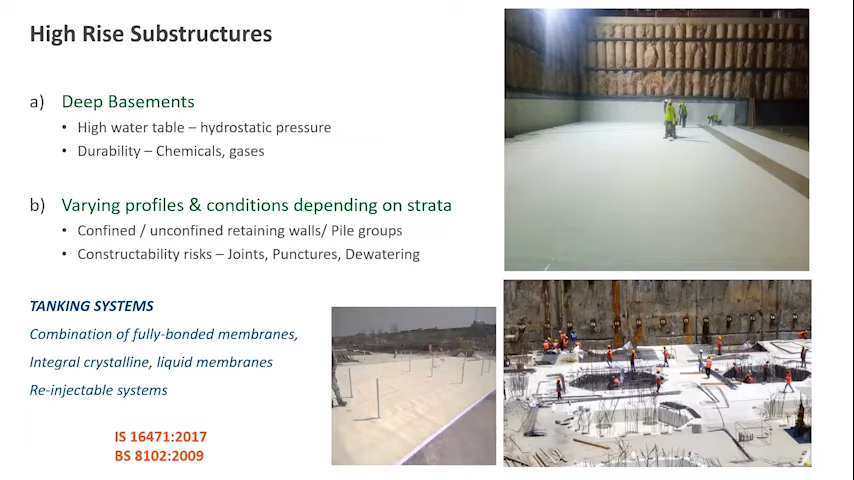 High Rise Substructures
a) Deep Basements
• High water table – hydrostatic pressure
• Durability – Chemicals, gases
b) Varying profiles & conditions depending on strata
• Confined / unconfined retaining walls/ Pile groups
• Constructability risks – Joints, Punctures, Dewatering
TANKING SYSTEMS
Combination of fully-bonded membranes,
Integral crystalline, liquid membranes
Re-injectable systems
IS 16471:2017
BS 8102:2009